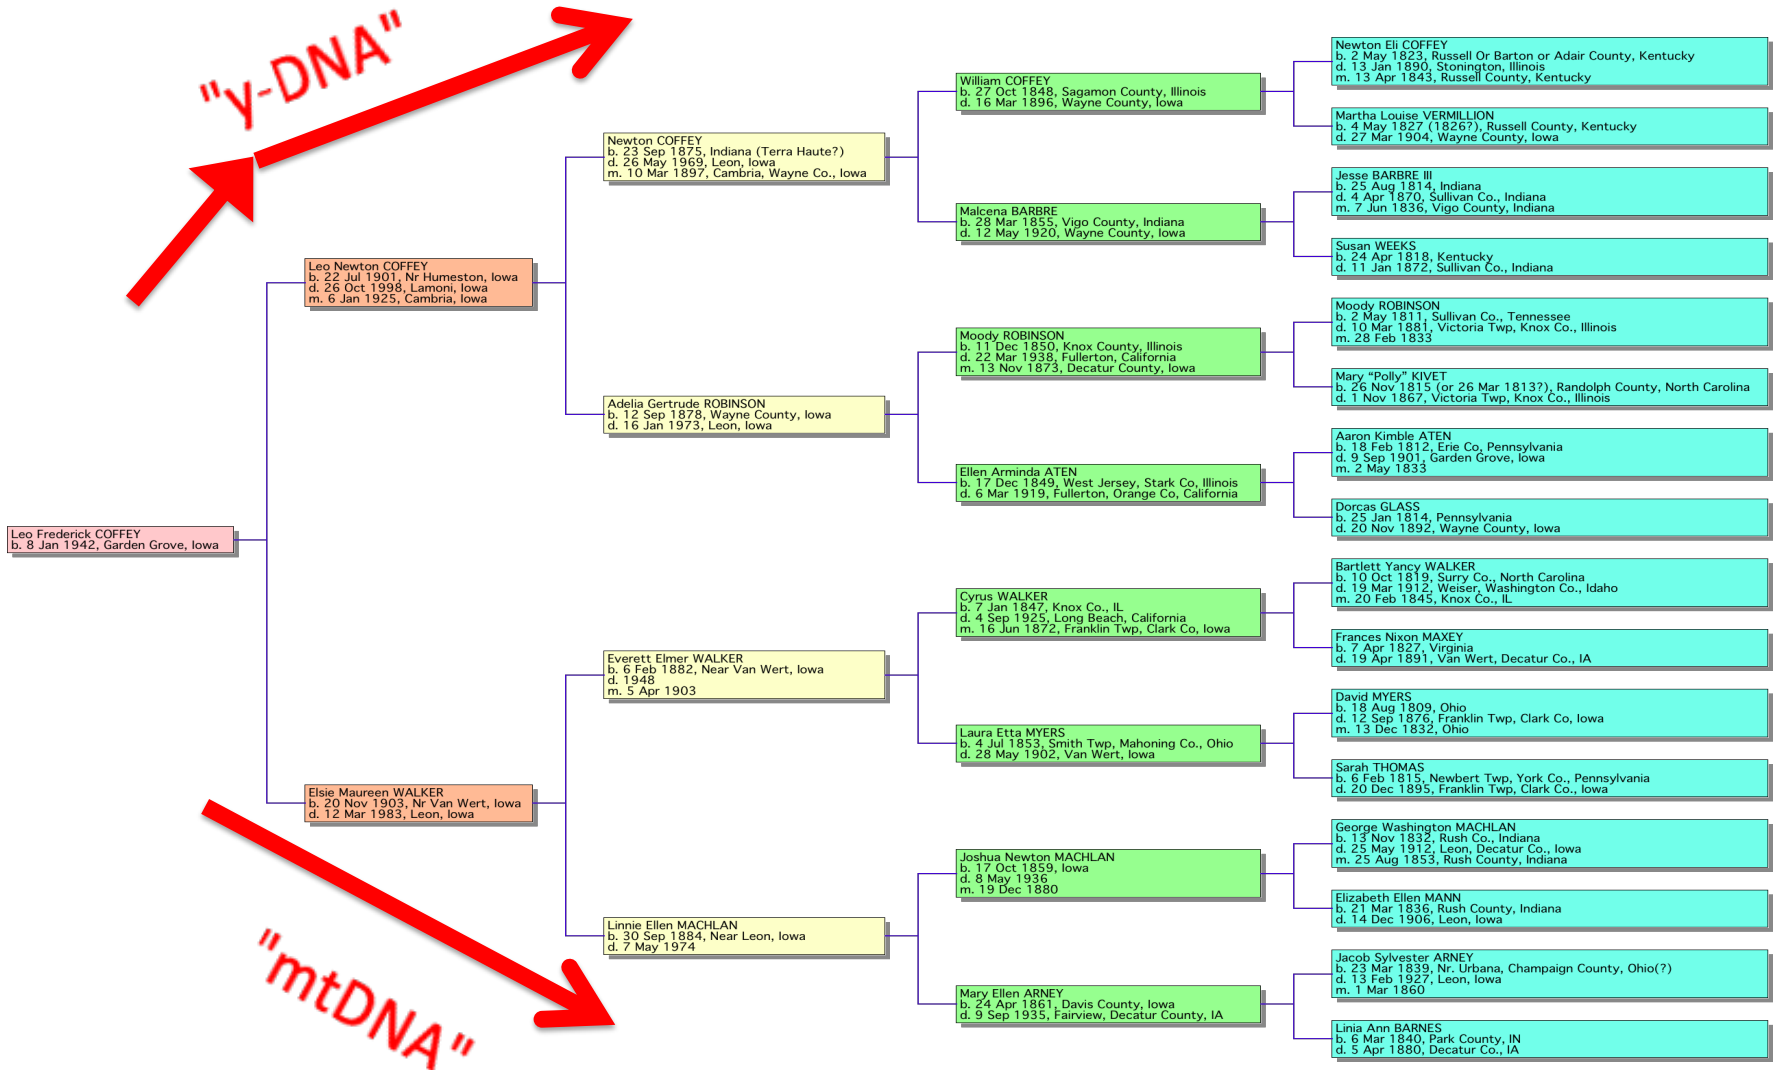 "y-DNA"
Newton Eli COFFEY
b. 2 May 1823, Russell Or Barton or Adair County, Kentucky
d. 13 Jan 1890, Stonington, Illinois
m. 13 Apr 1843, Russell County, Kentucky
William COFFEY
b. 27 Oct 1848, Sagamon County, Illinois
d. 16 Mar 1896, Wayne County, Iowa
Martha Louise VERMILLION
b. 4 May 1827 (1826?), Russell County, Kentucky
d. 27 Mar 1904, Wayne County, Iowa
Newton COFFEY
b. 23 Sep 1875, Indiana (Terra Haute?)
d. 26 May 1969, Leon, Iowa
m. 10 Mar 1897, Cambria, Wayne Co., Iowa
Jesse BARBRE III
b. 25 Aug 1814, Indiana
d. 4 Apr 1870, Sullivan Co., Indiana
m. 7 Jun 1836, Vigo County, Indiana
Malcena BARBRE
b. 28 Mar 1855, Vigo County, Indiana
d. 12 May 1920, Wayne County, Iowa
Susan WEEKS
b. 24 Apr 1818, Kentucky
d. 11 Jan 1872, Sullivan Co., Indiana
Leo Newton COFFEY
b. 22 Jul 1901, Nr Humeston, Iowa
d. 26 Oct 1998, Lamoni, Iowa
m. 6 Jan 1925, Cambria, Iowa
Moody ROBINSON
b. 2 May 1811, Sullivan Co., Tennessee
d. 10 Mar 1881, Victoria Twp, Knox Co., Illinois
m. 28 Feb 1833
Moody ROBINSON
b. 11 Dec 1850, Knox County, Illinois
d. 22 Mar 1938, Fullerton, California
m. 13 Nov 1873, Decatur County, Iowa
Mary “Polly” KIVET
b. 26 Nov 1815 (or 26 Mar 1813?), Randolph County, North Carolina
d. 1 Nov 1867, Victoria Twp, Knox Co., Illinois
Adelia Gertrude ROBINSON
b. 12 Sep 1878, Wayne County, Iowa
d. 16 Jan 1973, Leon, Iowa
Aaron Kimble ATEN
b. 18 Feb 1812, Erie Co, Pennsylvania
d. 9 Sep 1901, Garden Grove, Iowa
m. 2 May 1833
Ellen Arminda ATEN
b. 17 Dec 1849, West Jersey, Stark Co, Illinois
d. 6 Mar 1919, Fullerton, Orange Co, California
Dorcas GLASS
b. 25 Jan 1814, Pennsylvania
d. 20 Nov 1892, Wayne County, Iowa
Leo Frederick COFFEY
b. 8 Jan 1942, Garden Grove, Iowa
Bartlett Yancy WALKER
b. 10 Oct 1819, Surry Co., North Carolina
d. 19 Mar 1912, Weiser, Washington Co., Idaho
m. 20 Feb 1845, Knox Co., IL
Cyrus WALKER
b. 7 Jan 1847, Knox Co., IL
d. 4 Sep 1925, Long Beach, California
m. 16 Jun 1872, Franklin Twp, Clark Co, Iowa
Frances Nixon MAXEY
b. 7 Apr 1827, Virginia
d. 19 Apr 1891, Van Wert, Decatur Co., IA
Everett Elmer WALKER
b. 6 Feb 1882, Near Van Wert, Iowa
d. 1948
m. 5 Apr 1903
David MYERS
b. 18 Aug 1809, Ohio
d. 12 Sep 1876, Franklin Twp, Clark Co, Iowa
m. 13 Dec 1832, Ohio
Laura Etta MYERS
b. 4 Jul 1853, Smith Twp, Mahoning Co., Ohio
d. 28 May 1902, Van Wert, Iowa
Sarah THOMAS
b. 6 Feb 1815, Newbert Twp, York Co., Pennsylvania
d. 20 Dec 1895, Franklin Twp, Clark Co., Iowa
Elsie Maureen WALKER
b. 20 Nov 1903, Nr Van Wert, Iowa
d. 12 Mar 1983, Leon, Iowa
George Washington MACHLAN
b. 13 Nov 1832, Rush Co., Indiana
d. 25 May 1912, Leon, Decatur Co., Iowa
m. 25 Aug 1853, Rush County, Indiana
Joshua Newton MACHLAN
b. 17 Oct 1859, Iowa
d. 8 May 1936
m. 19 Dec 1880
Elizabeth Ellen MANN
b. 21 Mar 1836, Rush County, Indiana
d. 14 Dec 1906, Leon, Iowa
Linnie Ellen MACHLAN
b. 30 Sep 1884, Near Leon, Iowa
d. 7 May 1974
Jacob Sylvester ARNEY
b. 23 Mar 1839, Nr. Urbana, Champaign County, Ohio(?)
d. 13 Feb 1927, Leon, Iowa
m. 1 Mar 1860
Mary Ellen ARNEY
b. 24 Apr 1861, Davis County, Iowa
d. 9 Sep 1935, Fairview, Decatur County, IA
Linia Ann BARNES
b. 6 Mar 1840, Park County, IN
d. 5 Apr 1880, Decatur Co., IA
"mtDNA"